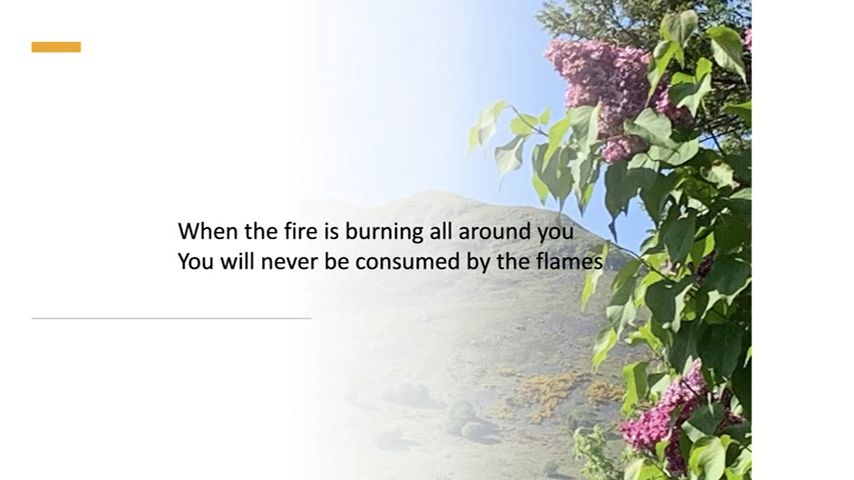 When the fire is burning all around you
You will never be consumed by the flames